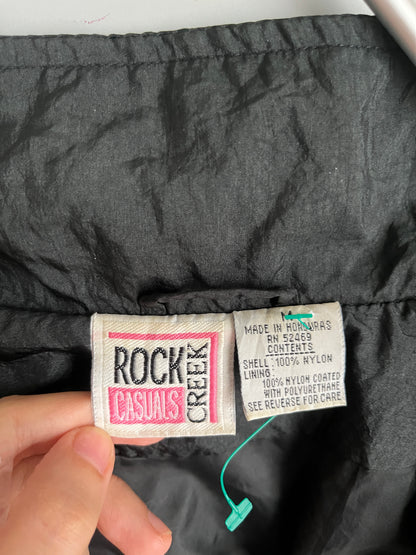 ROCK
CREEK
CASUALS
M
MADE IN HONDURAS
RN 52469
CONTENTS
SHELL: 100% NYLON
LINING:
100% NYLON COATED
WITH POLYURETHANE
SEE REVERSE FOR CARE